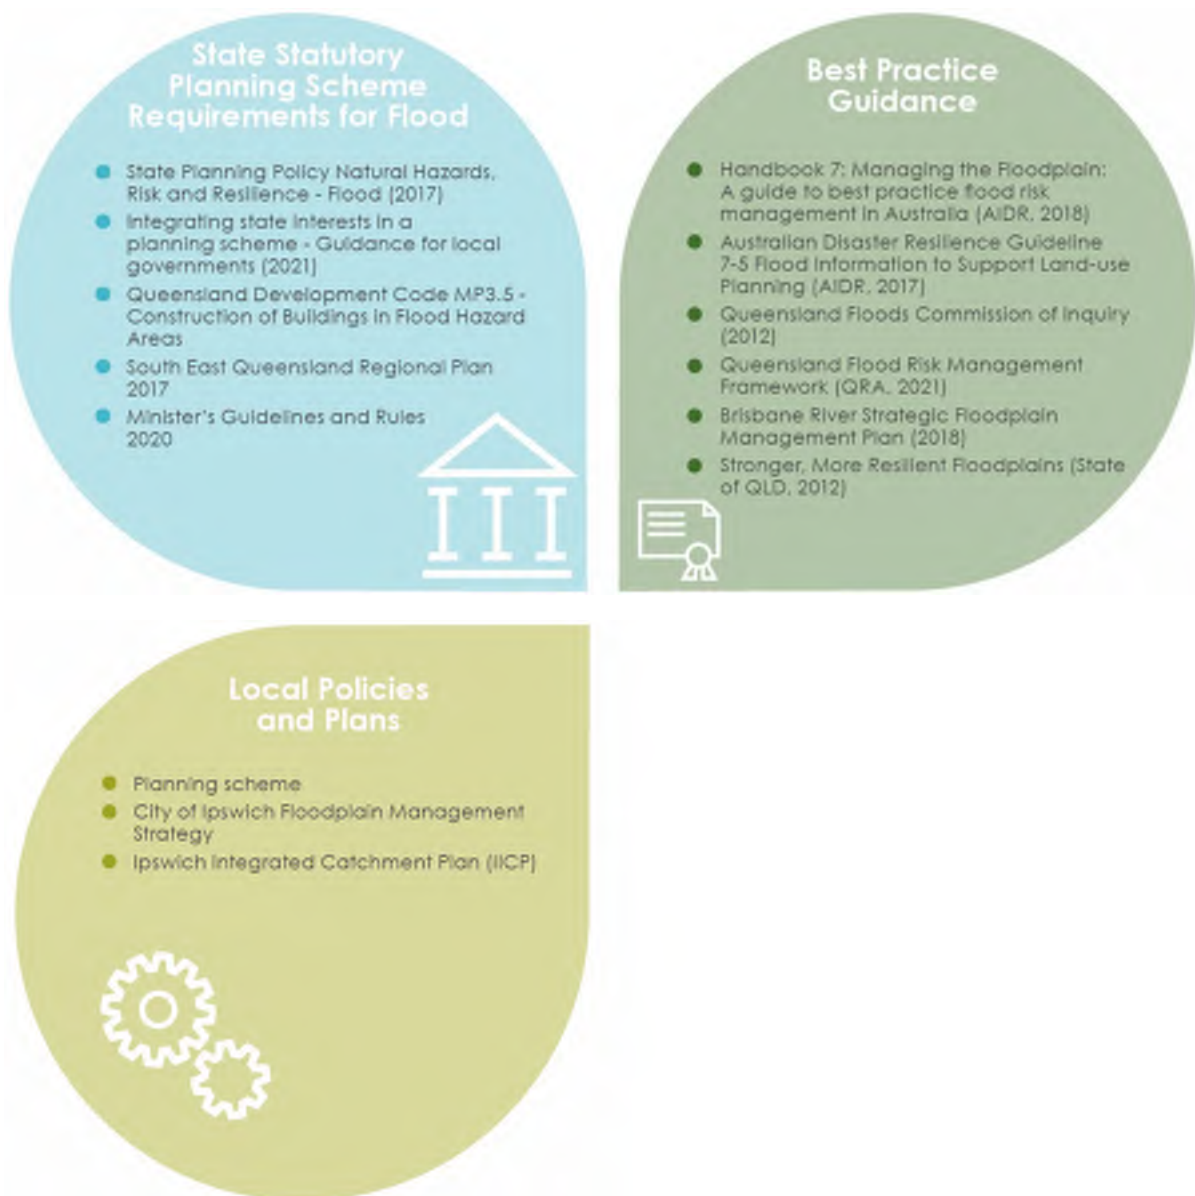 State Statutory
Planning Scheme
Requirements for Flood
State Planning Policy Natural Hazards,
Risk and Resilience - Flood (2017)
Integrating state interests in a
planning scheme - Guidance for local
governments (2021)
Queensland Development Code MP3.5 -
Construction of Buildings in Flood Hazard
Areas
South East Queensland Regional Plan
2017
Minister's Guidelines and Rules
2020
Best Practice
Guidance
Handbook 7: Managing the Floodplain:
A guide to best practice flood risk
management in Australia (AIDR, 2018)
Australian Disaster Resilience Guideline
7-5 Flood Information to Support Land-use
Planning (AIDR, 2017)
Queensland Floods Commission of Inquiry
(2012)
Queensland Flood Risk Management
Framework (QRA, 2021)
Brisbane River Strategic Floodplain
Management Plan (2018)
Stronger, More Resilient Floodplains (State
of QLD, 2012)
Local Policies
and Plans
Planning scheme
City of Ipswich Floodplain Management
Strategy
Ipswich Integrated Catchment Plan (IICP)